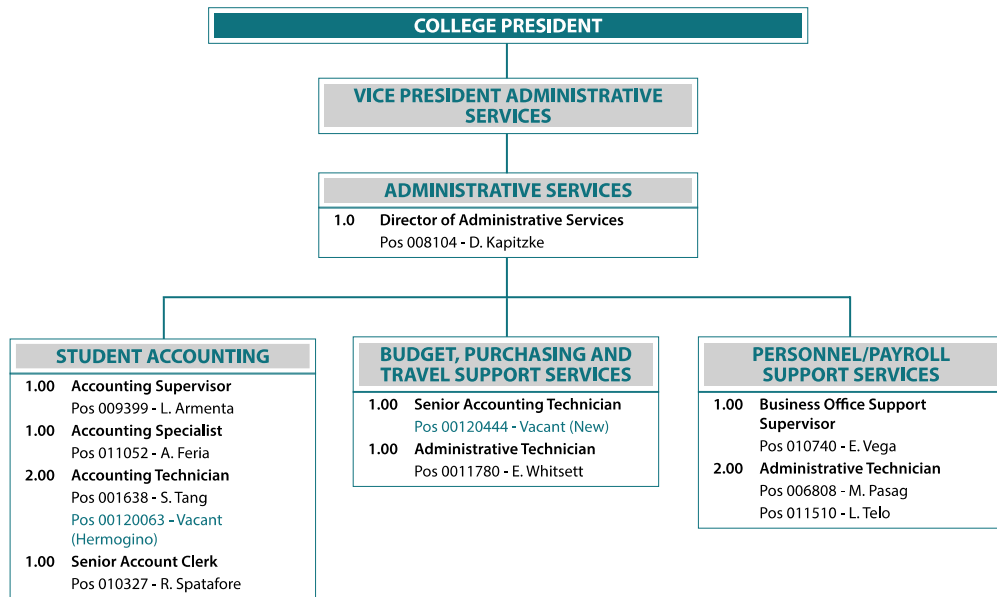 COLLEGE PRESIDENT
VICE PRESIDENT ADMINISTRATIVE
SERVICES
ADMINISTRATIVE SERVICES
1.0 Director of Administrative Services
Pos 008104 - D. Kapitzke
STUDENT ACCOUNTING
1.00 Accounting Supervisor
Pos 009399 - L. Armenta
1.00 Accounting Specialist
Pos 011052 - A. Feria
2.00 Accounting Technician
Pos 001638 - S. Tang
Pos 00120063 - Vacant
(Hermogino)
1.00 Senior Account Clerk
Pos 010327 - R. Spatafore
BUDGET, PURCHASING AND
TRAVEL SUPPORT SERVICES
1.00 Senior Accounting Technician
Pos 00120444 - Vacant (New)
1.00 Administrative Technician
Pos 0011780 - E. Whitsett
PERSONNEL/PAYROLL
SUPPORT SERVICES
1.00 Business Office Support
Supervisor
Pos 010740 - E. Vega
2.00 Administrative Technician
Pos 006808 - M. Pasag
Pos 011510 - L. Telo